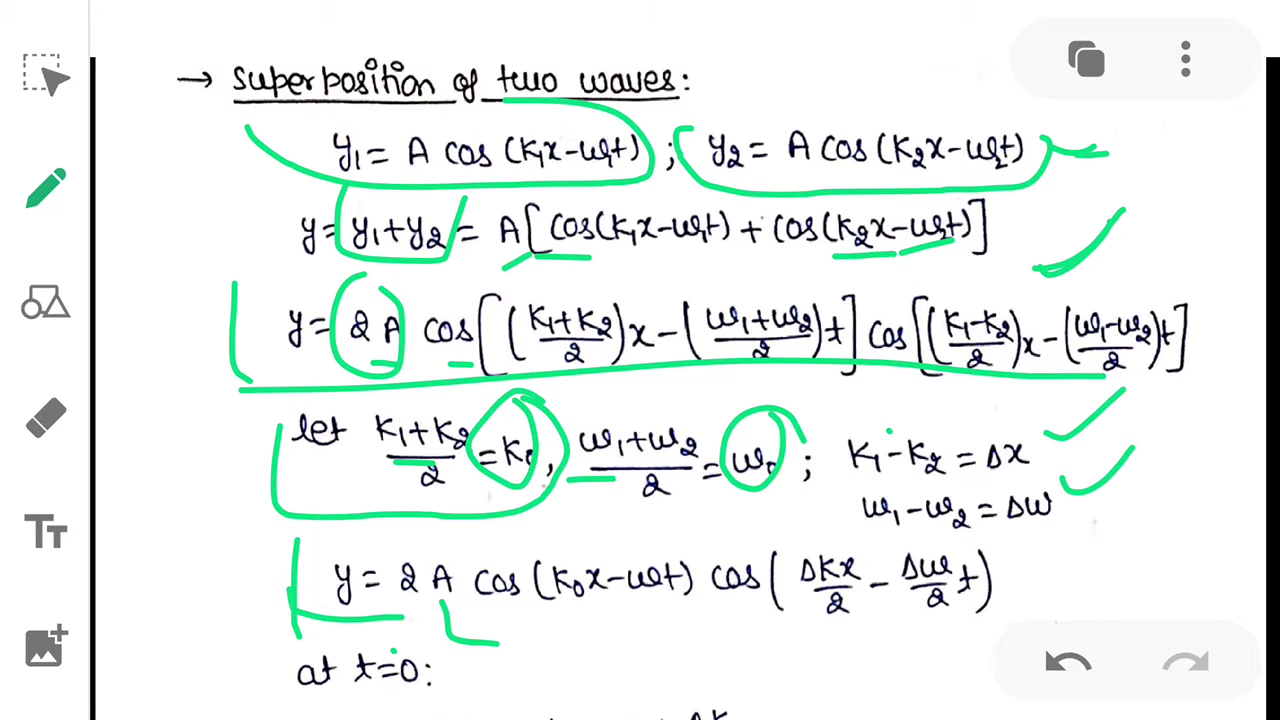 → superposition of two waves:
y₁ = A cos (k₁x-ω₁t) ; y₂ = A cos (k₂x-ω₂t)
y = y₁+y₂ = A[cos(k₁x-ω₁t) + cos(k₂x-ω₂t)]
y = 2 A cos[((k₁+k₂)/2)x - ((ω₁+ω₂)/2)t] cos[((k₁-k₂)/2)x - ((ω₁-ω₂)/2)t]
let (k₁+k₂)/2 = k₀, (ω₁+ω₂)/2 = ω₀ ; k₁-k₂ = Δx
ω₁-ω₂ = Δω
y = 2 A cos (k₀x-ω₀t) cos (Δkx/2 - Δω/2 t)
at t=0:
TT